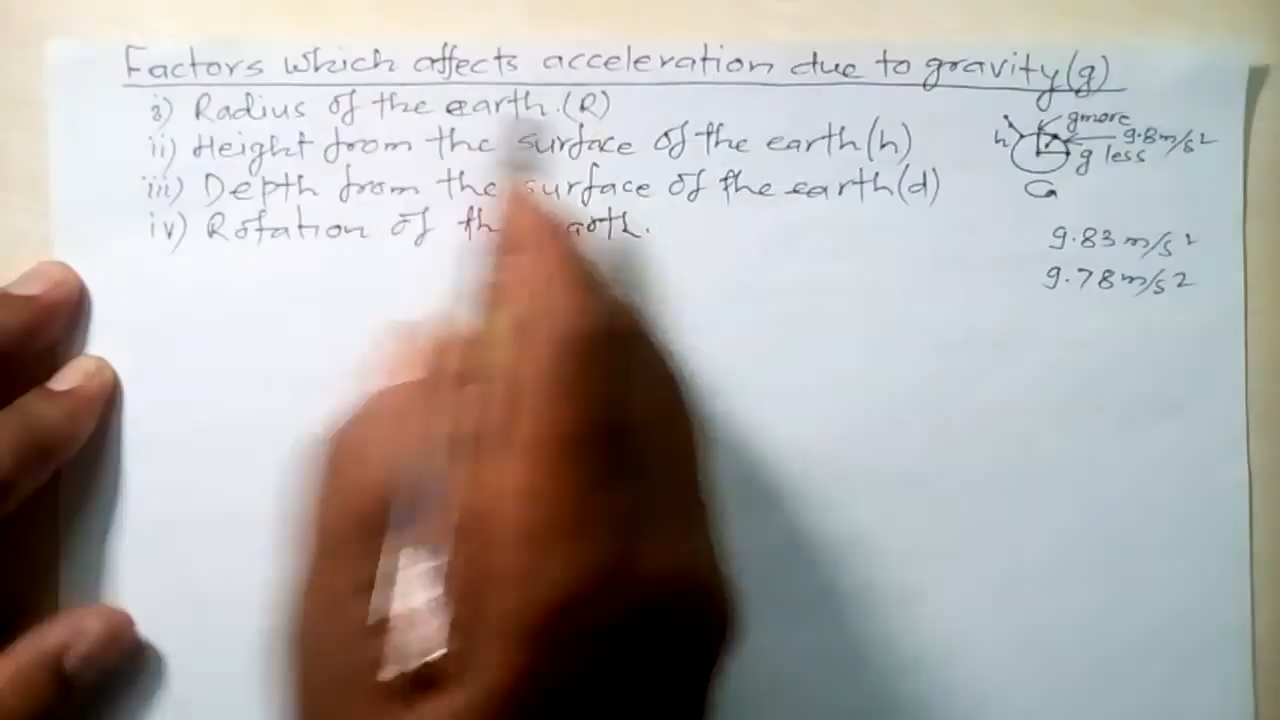 Factors which affects acceleration due to gravity (g)
i) Radius of the earth. (R)
ii) Height from the surface of the earth (h)
iii) Depth from the surface of the earth (d)
iv) Rotation of
h
g more
9.8 m/s²
g less
9.83 m/s²
9.78 m/s²